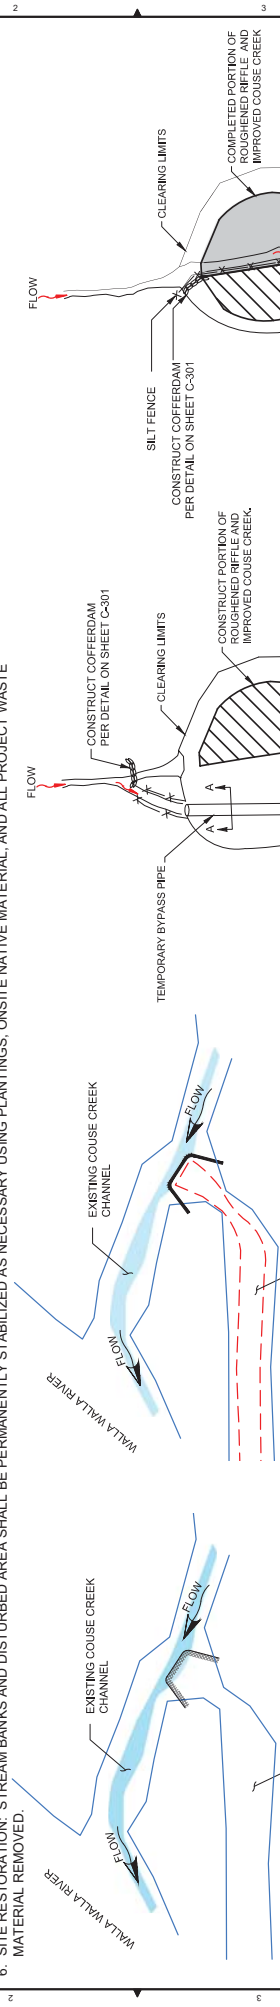 6. SITE RESTORATION: STREAM BANKS AND DISTURBED AREA SHALL BE PERMANENTLY STABILIZED AS NECESSARY USING PLANTINGS, ONSITE NATIVE MATERIAL, AND ALL PROJECT WASTE
MATERIAL REMOVED.
2
3
WALLA WALLA RIVER
FLOW
EXISTING COUSE CREEK
CHANNEL
FLOW
WALLA WALLA RIVER
FLOW
EXISTING COUSE CREEK
CHANNEL
FLOW
FLOW
CONSTRUCT COFFERDAM
PER DETAIL ON SHEET C-301
TEMPORARY BYPASS PIPE
A
A
CLEARING LIMITS
CONSTRUCT PORTION OF
ROUGHENED RIFFLE AND
IMPROVED COUSE CREEK.
FLOW
SILT FENCE
CONSTRUCT COFFERDAM
PER DETAIL ON SHEET C-301
CLEARING LIMITS
COMPLETED PORTION OF
ROUGHENED RIFFLE AND
IMPROVED COUSE CREEK
2
3